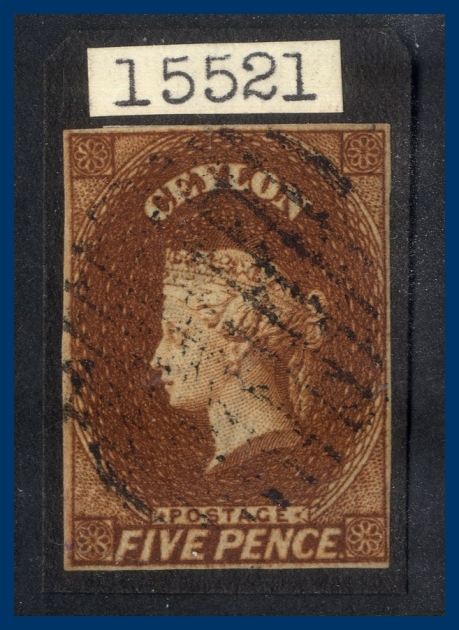 15521
CEYLON
POSTAGE
FIVE PENCE.